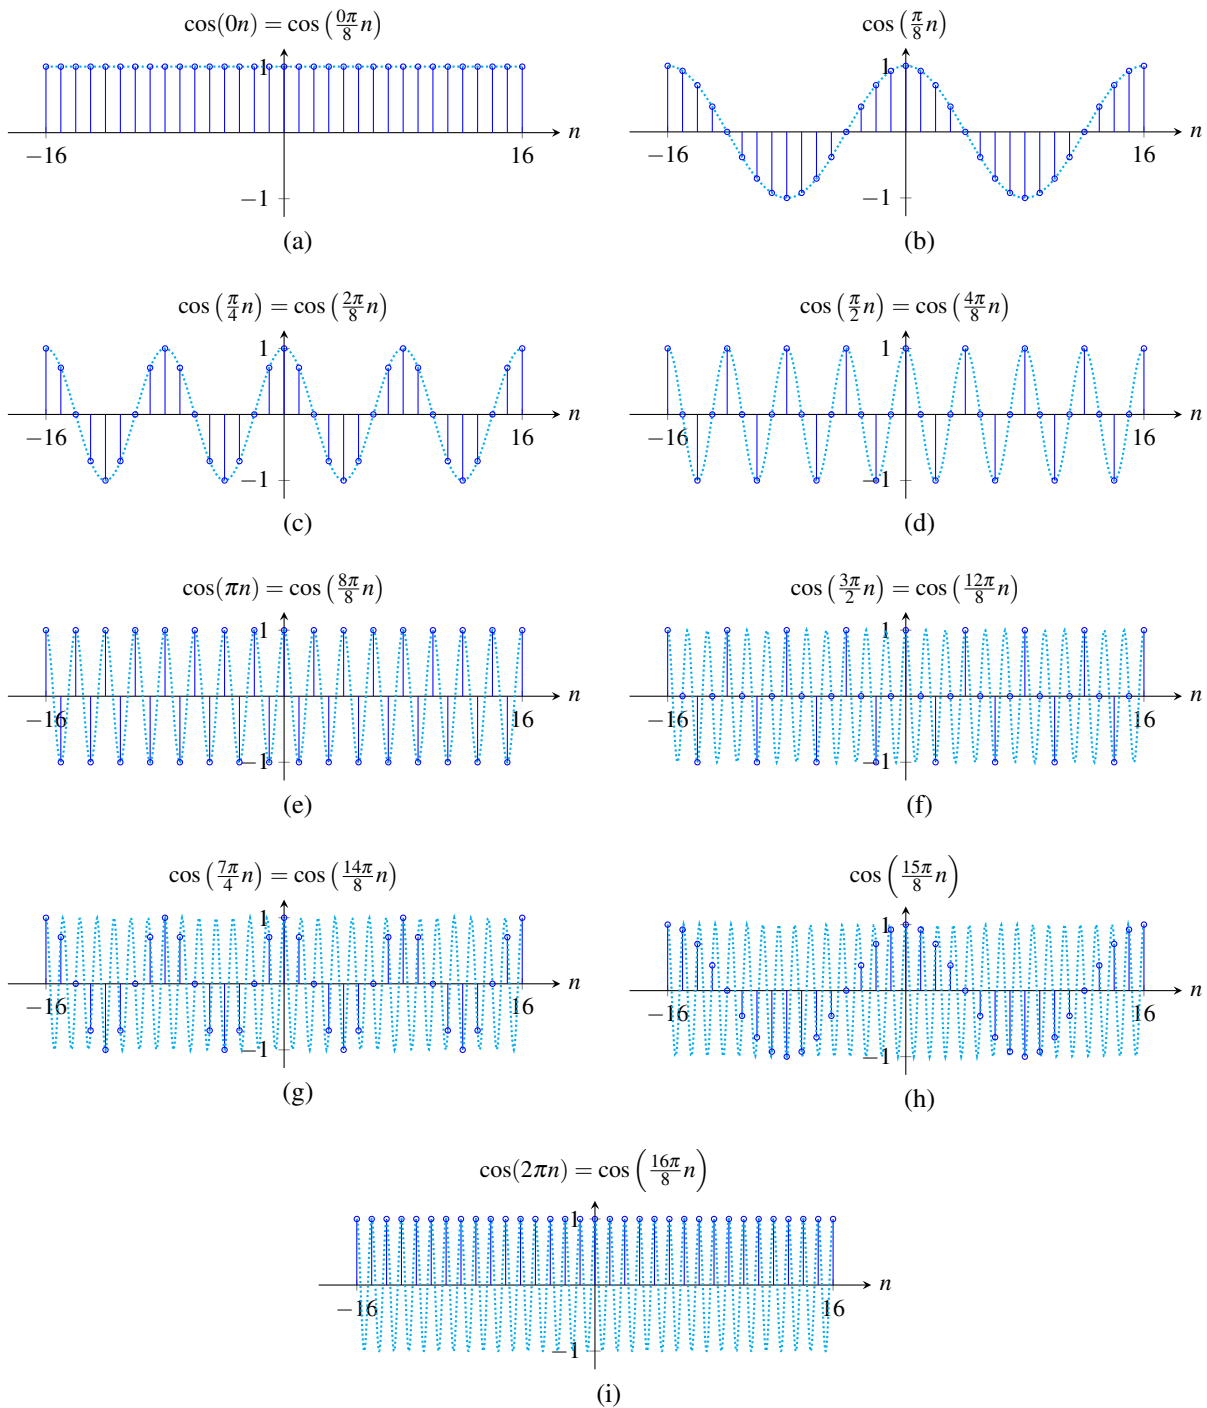 cos(0n) = cos (0π/8 n)
1
n
−16
16
−1
(a)
cos (π/8 n)
1
n
−16
16
−1
(b)
cos (π/4 n) = cos (2π/8 n)
1
n
−16
16
−1
(c)
cos (π/2 n) = cos (4π/8 n)
1
n
−16
16
−1
(d)
cos(πn) = cos (8π/8 n)
1
n
−16
16
−1
(e)
cos (3π/2 n) = cos (12π/8 n)
1
n
−16
16
−1
(f)
cos (7π/4 n) = cos (14π/8 n)
1
n
−16
16
−1
(g)
cos (15π/8 n)
1
n
−16
16
−1
(h)
cos(2πn) = cos (16π/8 n)
1
n
−16
16
−1
(i)